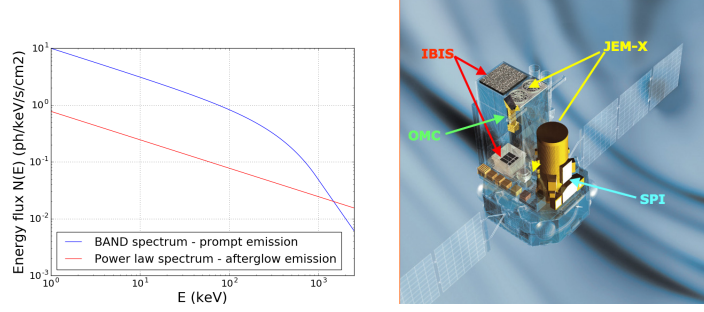 10^1
10^0
10^-1
10^-2
10^-3
Energy flux N(E) (ph/keV/s/cm2)
BAND spectrum - prompt emission
Power law spectrum - afterglow emission
10^0 10^1 10^2 10^3
E (keV)
IBIS
JEM-X
OMC
SPI